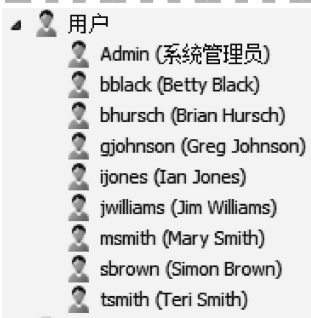 用户
Admin (系统管理员)
bblack (Betty Black)
bhursch (Brian Hursch)
gjohnson (Greg Johnson)
ijones (Ian Jones)
jwilliams (Jim Williams)
msmith (Mary Smith)
sbrown (Simon Brown)
tsmith (Teri Smith)